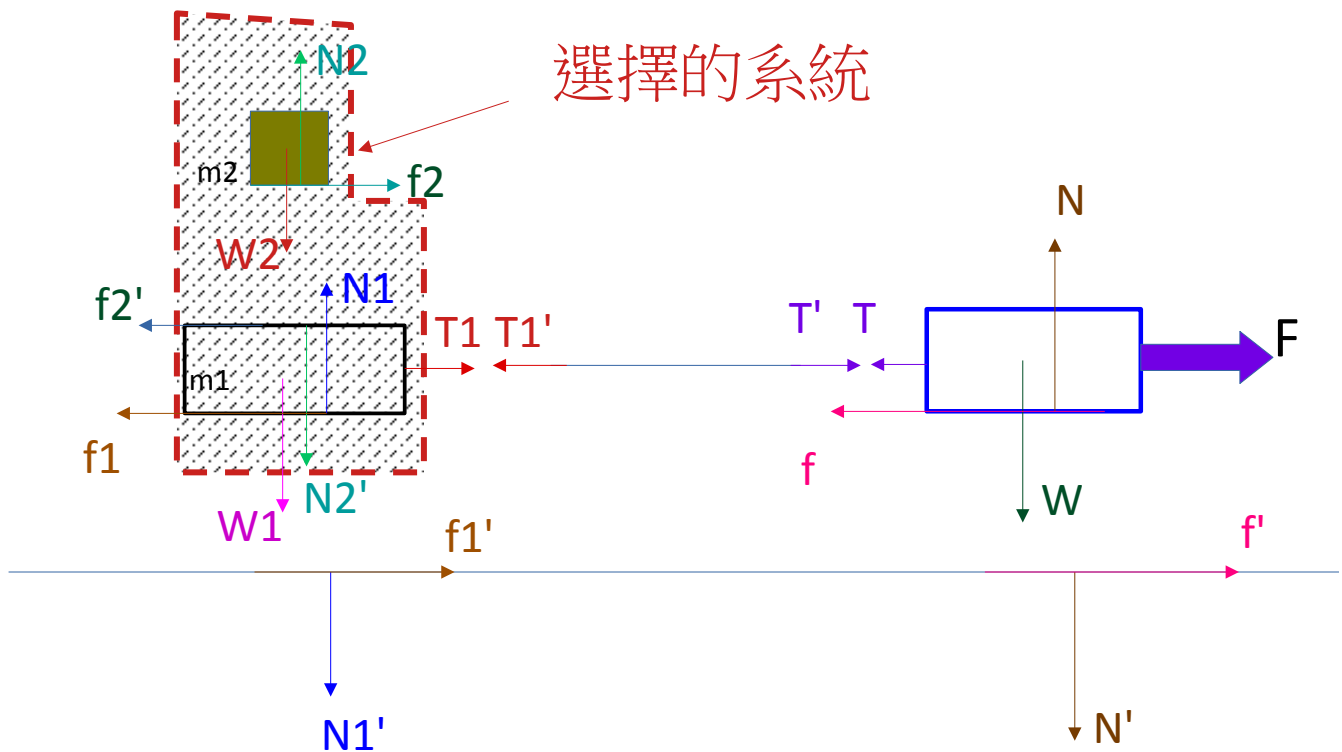 選擇的系統
N2
m2
f2
W2
N
f2'
N1
T1 T1'
T' T
F
m1
f1
f
N2'
W1
W
f1'
f'
N1'
N'